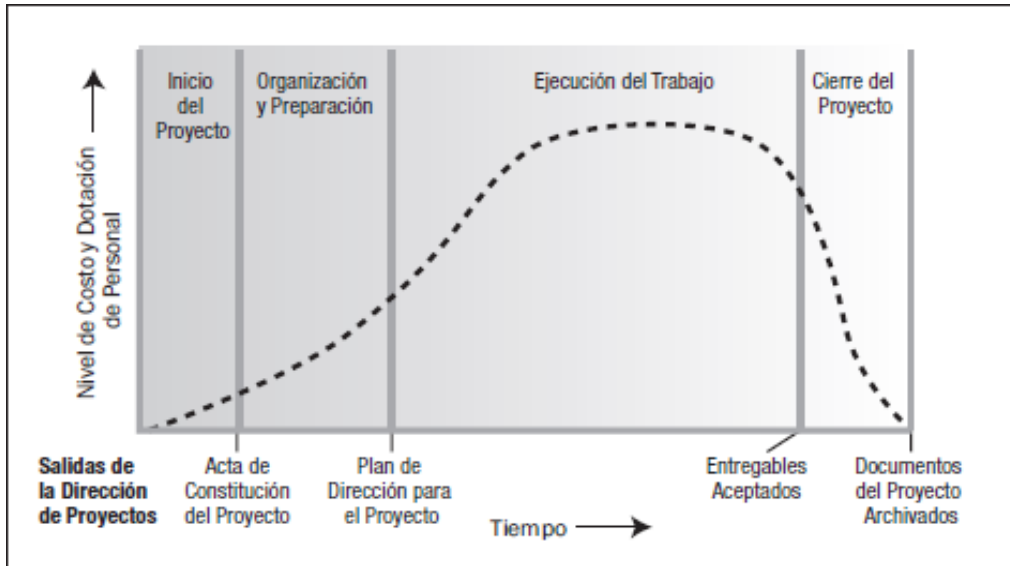 Inicio
del
Proyecto
Organización
y Preparación
Ejecución del Trabajo
Cierre del
Proyecto
Nivel de Costo y Dotación
de Personal
Salidas de
la Dirección
de Proyectos
Acta de
Constitución
del Proyecto
Plan de
Dirección para
el Proyecto
Entregables
Aceptados
Documentos
del Proyecto
Archivados
Tiempo